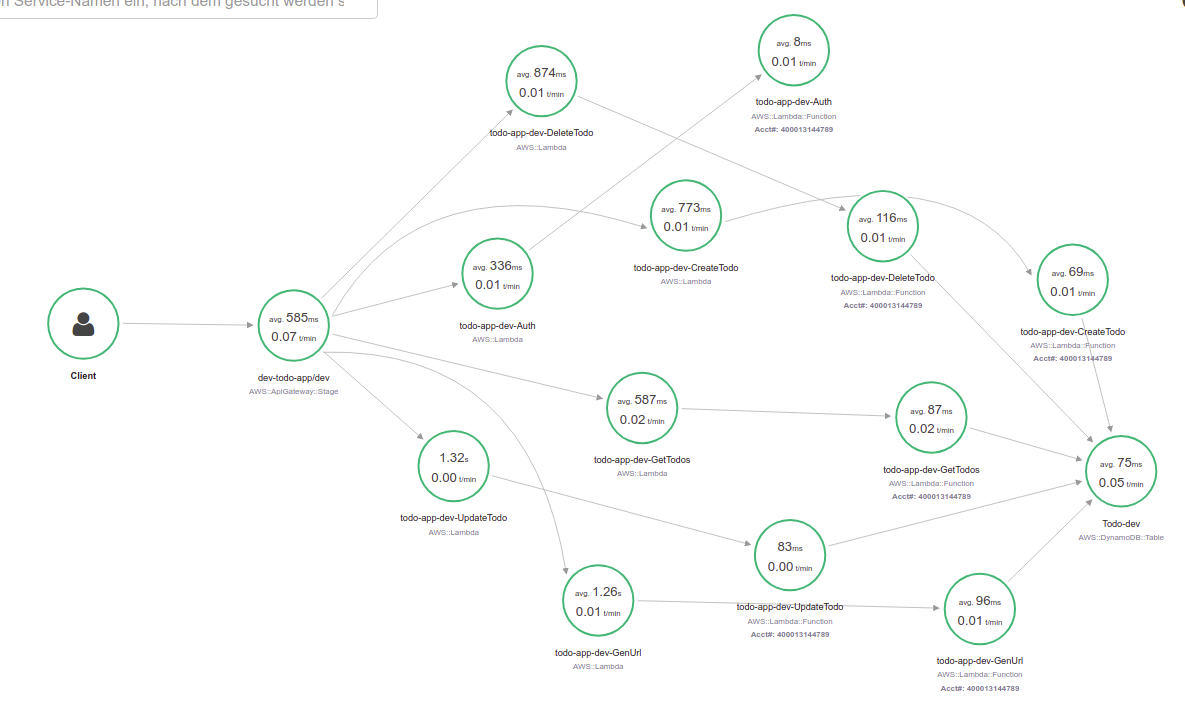 n Service-Namen ein, nach dem gesucht werden s
avg. 8ms
0.01 t/min
todo-app-dev-Auth
AWS::Lambda::Function
Acct#: 400013144789
avg. 874ms
0.01 t/min
todo-app-dev-DeleteTodo
AWS::Lambda
avg. 773ms
0.01 t/min
todo-app-dev-CreateTodo
AWS::Lambda
avg. 116ms
0.01 t/min
todo-app-dev-DeleteTodo
AWS::Lambda::Function
Acct#: 400013144789
avg. 336ms
0.01 t/min
todo-app-dev-Auth
AWS::Lambda
avg. 69ms
0.01 t/min
todo-app-dev-CreateTodo
AWS::Lambda::Function
Acct#: 400013144789
Client
avg. 585ms
0.07 t/min
dev-todo-app/dev
AWS::ApiGateway::Stage
avg. 587ms
0.02 t/min
todo-app-dev-GetTodos
AWS::Lambda
avg. 87ms
0.02 t/min
todo-app-dev-GetTodos
AWS::Lambda::Function
Acct#: 400013144789
1.32s
0.00 t/min
todo-app-dev-UpdateTodo
AWS::Lambda
avg. 75ms
0.05 t/min
Todo-dev
AWS::DynamoDB::Table
83ms
0.00 t/min
todo-app-dev-UpdateTodo
AWS::Lambda::Function
Acct#: 400013144789
avg. 1.26s
0.01 t/min
todo-app-dev-GenUrl
AWS::Lambda
avg. 96ms
0.01 t/min
todo-app-dev-GenUrl
AWS::Lambda::Function
Acct#: 400013144789